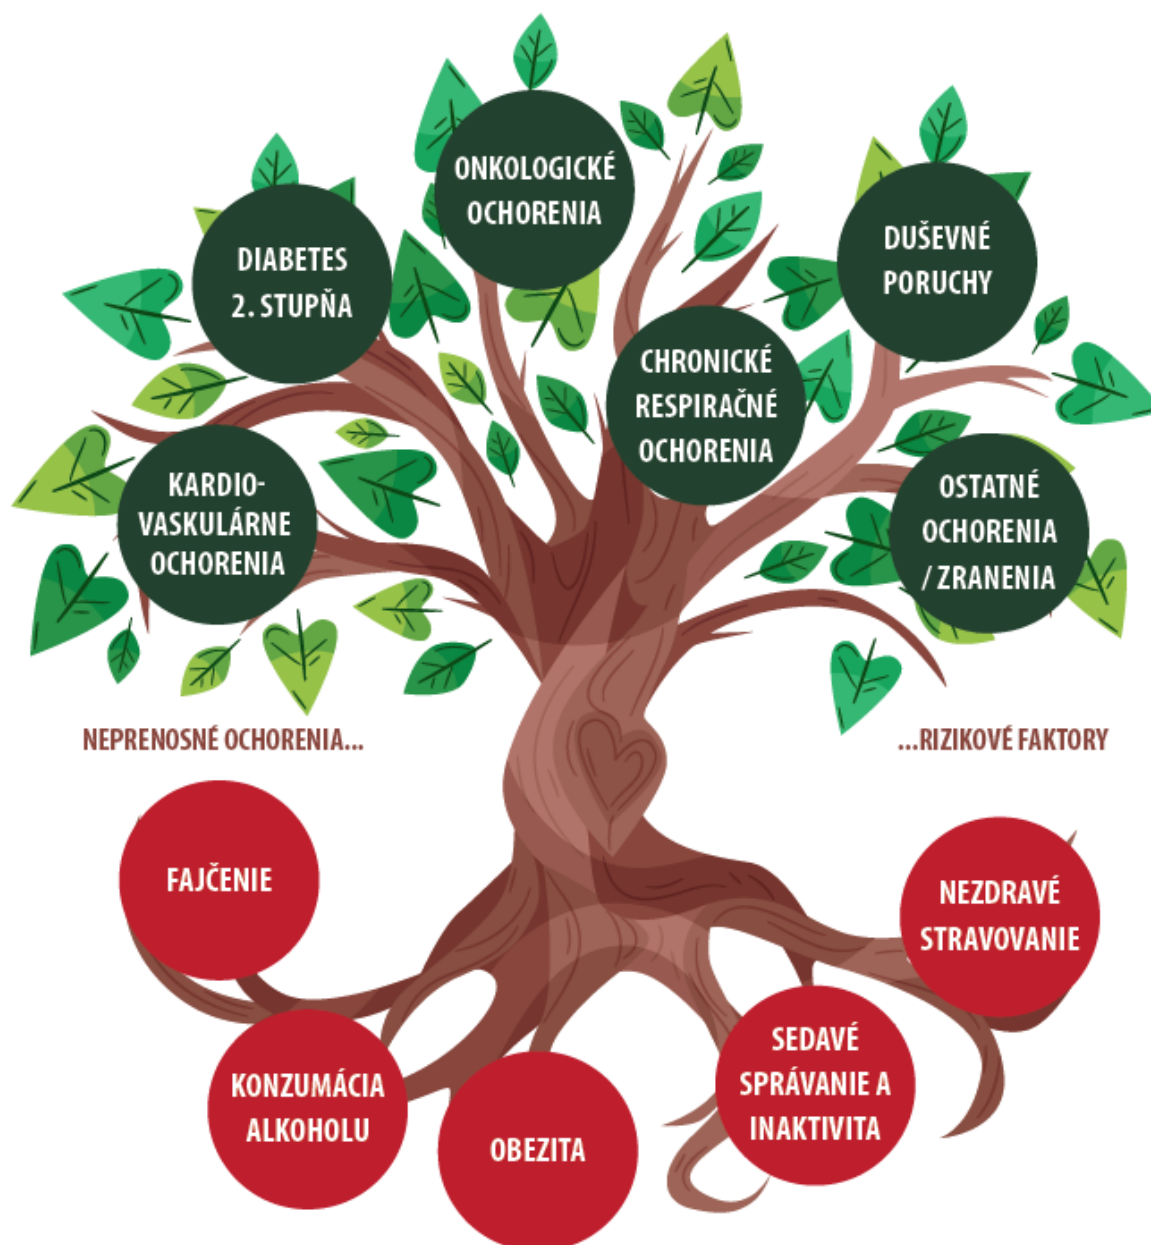 ONKOLOGICKÉ
OCHORENIA
DIABETES
2. STUPŇA
DUŠEVNÉ
PORUCHY
CHRONICKÉ
RESPIRAČNÉ
OCHORENIA
KARDIO-
VASKULÁRNE
OCHORENIA
OSTATNÉ
OCHORENIA
/ ZRANENIA
NEPRENOSNÉ OCHORENIA...
...RIZIKOVÉ FAKTORY
FAJČENIE
NEZDRAVÉ
STRAVOVANIE
KONZUMÁCIA
ALKOHOLU
OBEZITA
SEDAVÉ
SPRÁVANIE A
INAKTIVITA